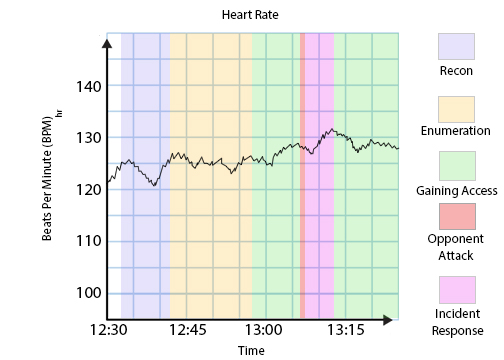 Heart Rate
Beats Per Minute (BPM)
hr
140
130
120
110
100
12:30
12:45
13:00
13:15
Time
Recon
Enumeration
Gaining Access
Opponent
Attack
Incident
Response